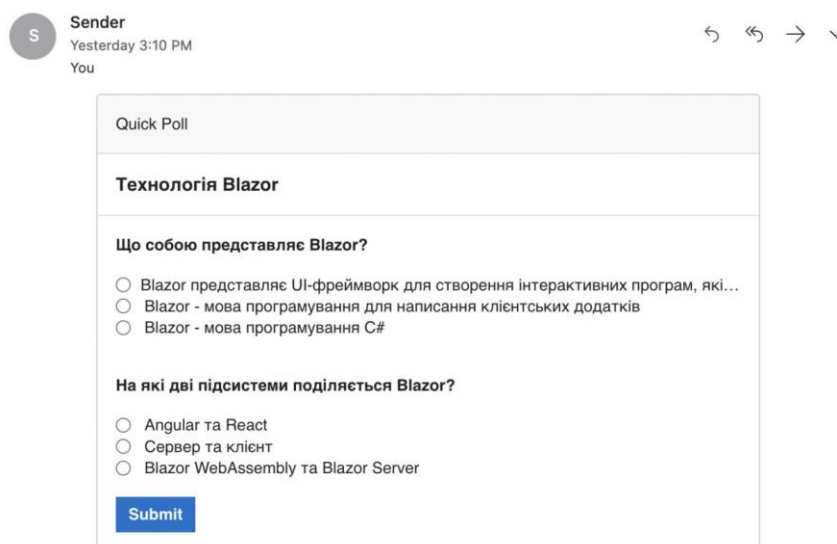 S
Sender
Yesterday 3:10 PM
You
Quick Poll
Технологія Blazor
Що собою представляє Blazor?
Blazor представляє UI-фреймворк для створення інтерактивних програм, які...
Blazor - мова програмування для написання клієнтських додатків
Blazor - мова програмування C#
На які дві підсистеми поділяється Blazor?
Angular та React
Сервер та клієнт
Blazor WebAssembly та Blazor Server
Submit